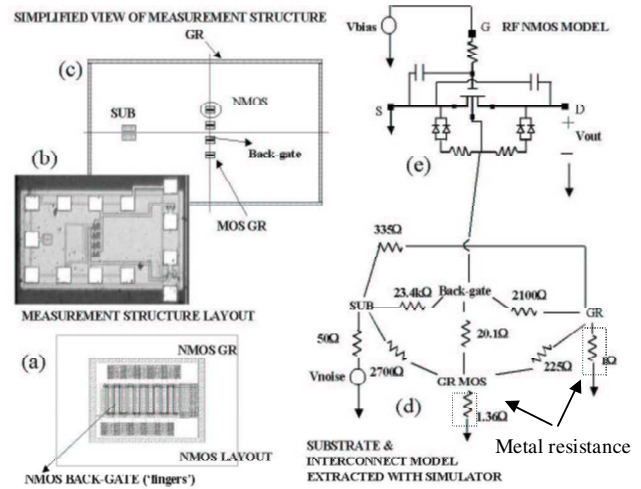 SIMPLIFIED VIEW OF MEASUREMENT STRUCTURE
GR
(c)
NMOS
SUB
Back-gate
(b)
MOS GR
MEASUREMENT STRUCTURE LAYOUT
(a)
NMOS GR
NMOS LAYOUT
NMOS BACK-GATE ('fingers')
Vbias
G
RF NMOS MODEL
S
D
+
Vout
(e)
335Ω
SUB
23.4kΩ
Back-gate
2100Ω
GR
50Ω
20.1Ω
2700Ω
225Ω
Vnoise
GR MOS
(d)
1.36Ω
Metal resistance
SUBSTRATE &
INTERCONNECT MODEL
EXTRACTED WITH SIMULATOR